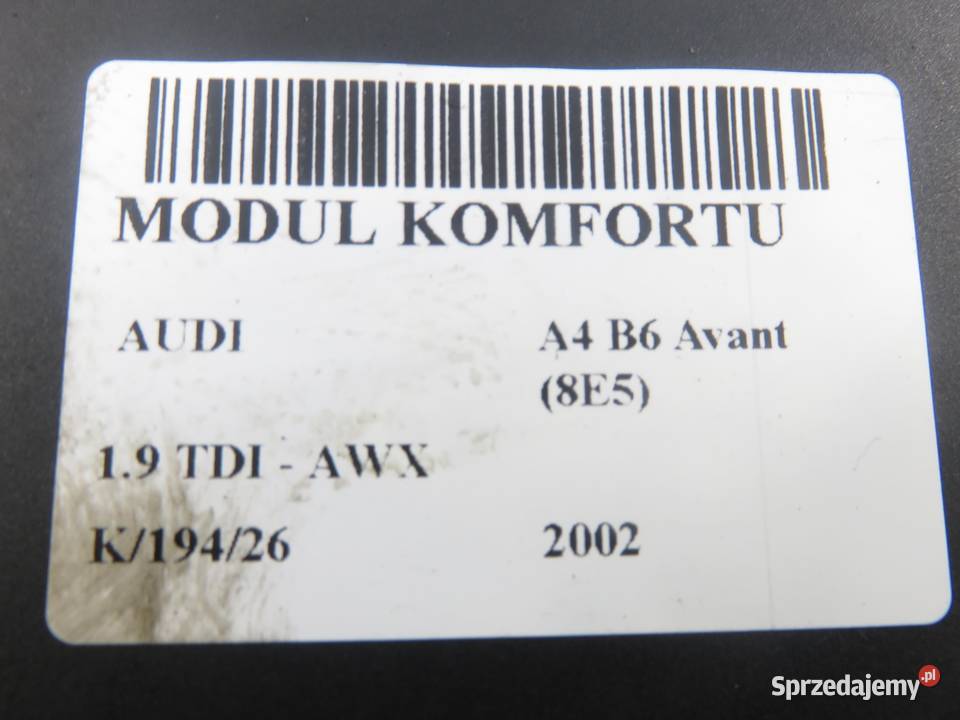 MODUL KOMFORTU
AUDI A4 B6 Avant
(8E5)
1.9 TDI - AWX
K/194/26 2002
Sprzedajemy.pl